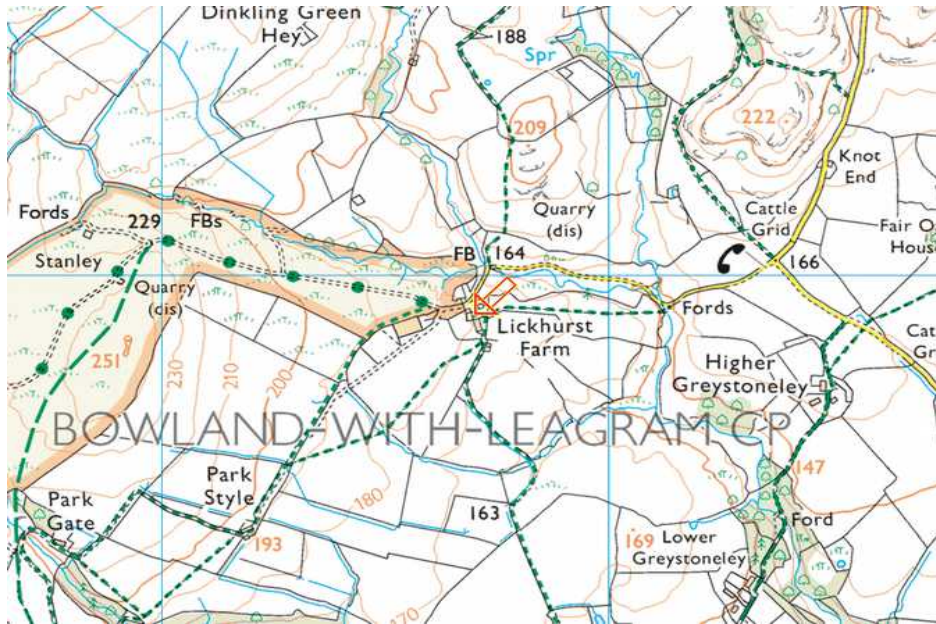 Dinkling Green
Hey
188
Spr
209
222
Knot
End
Quarry
(dis)
Cattle
Grid
Fair O
House
Fords
229
FBs
FB
164
166
Stanley
Quarry
(dis)
Fords
Lickhurst
Farm
Cat
Gr
251
230
210
200
Higher
Greystoneley
BOWLAND-WITH-LEAGRAM CP
Park
Style
147
180
Park
Gate
163
Ford
193
169
Lower
Greystoneley
170